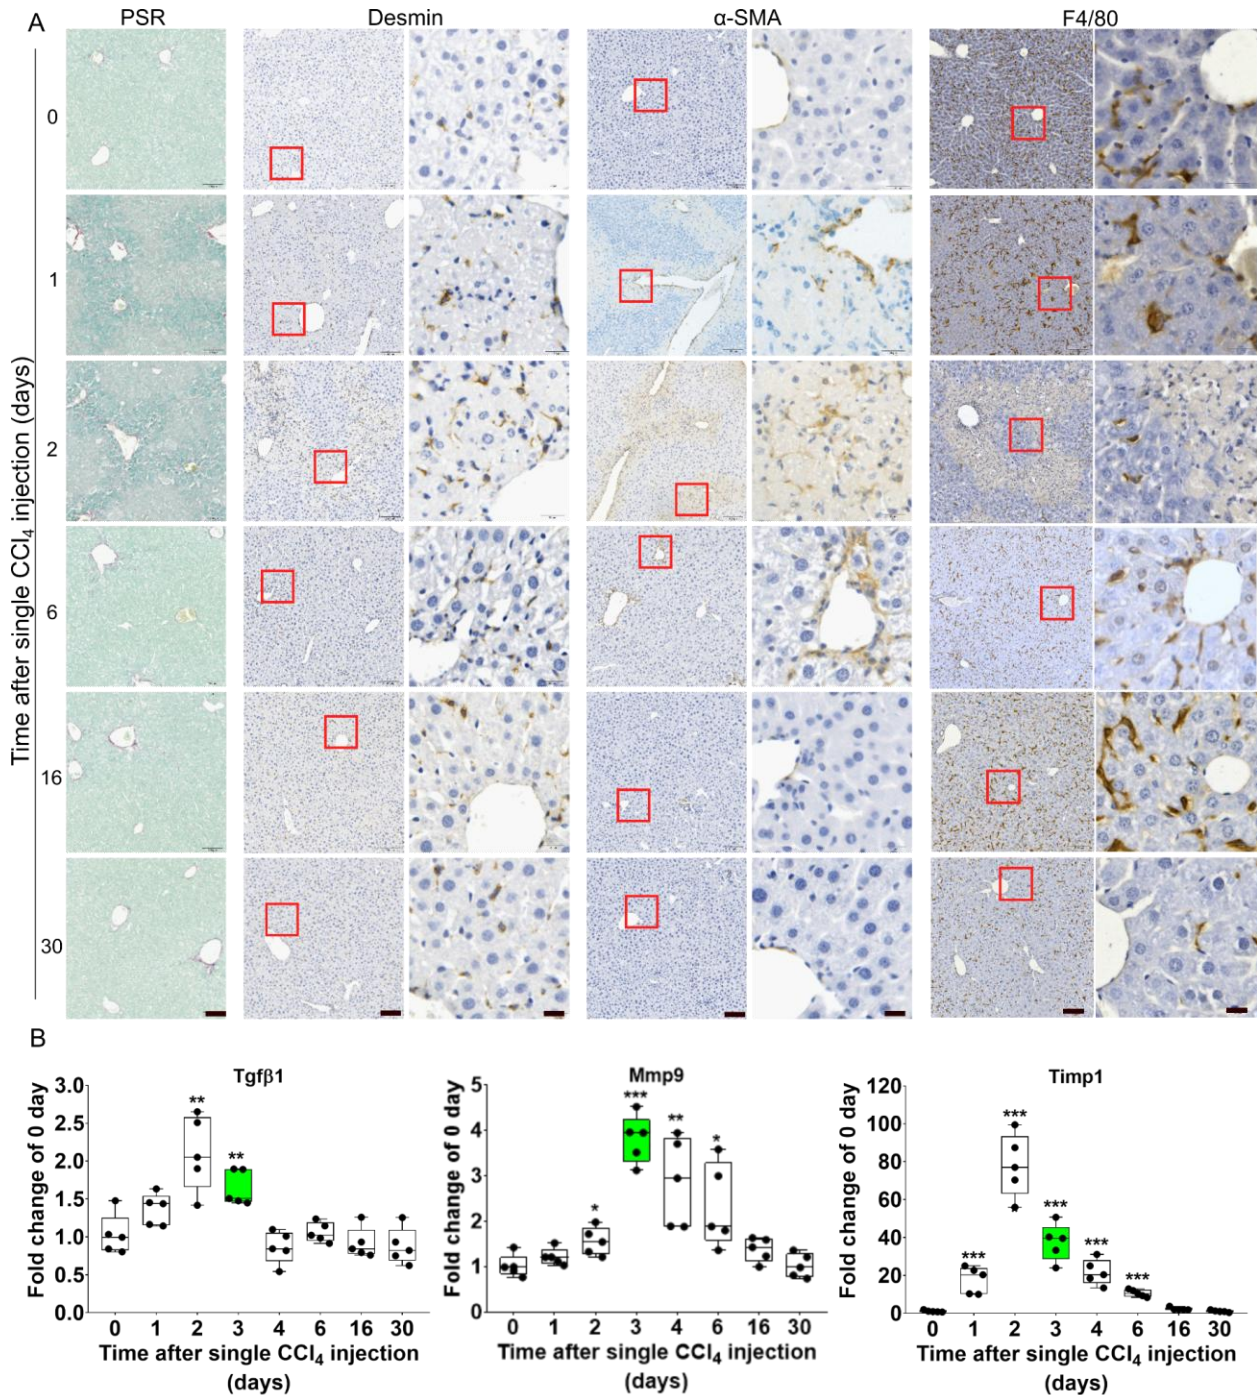 A
PSR
Desmin
α-SMA
F4/80
Time after single CCl₄ injection (days)
0
1
2
6
16
30
B
Tgfβ1
Fold change of 0 day
3.0
2.5
2.0
1.5
1.0
0.5
0.0
**
**
0 1 2 3 4 6 16 30
Time after single CCl₄ injection
(days)
Mmp9
Fold change of 0 day
5
4
3
2
1
0
*
***
**
*
0 1 2 3 4 6 16 30
Time after single CCl₄ injection
(days)
Timp1
Fold change of 0 day
120
100
80
60
40
20
0
***
***
***
***
***
0 1 2 3 4 6 16 30
Time after single CCl₄ injection
(days)